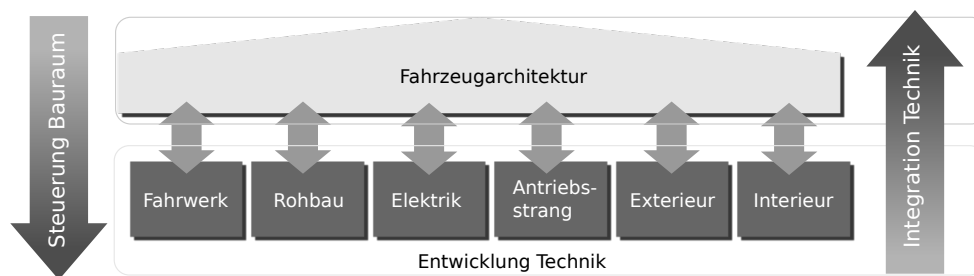 Steuerung Bauraum
Fahrzeugarchitektur
Integration Technik
Fahrwerk
Rohbau
Elektrik
Antriebs-
strang
Exterieur
Interieur
Entwicklung Technik